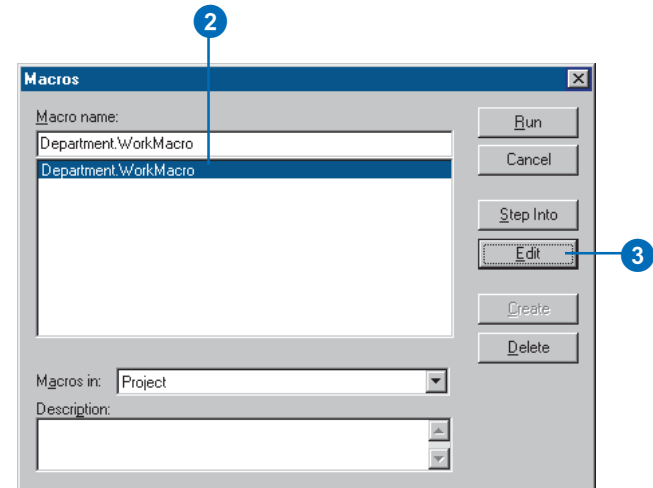 2
Macros
Macro name:
Run
Department.WorkMacro
Cancel
Department.WorkMacro
Step Into
Edit
3
Create
Delete
Macros in: Project
Description: